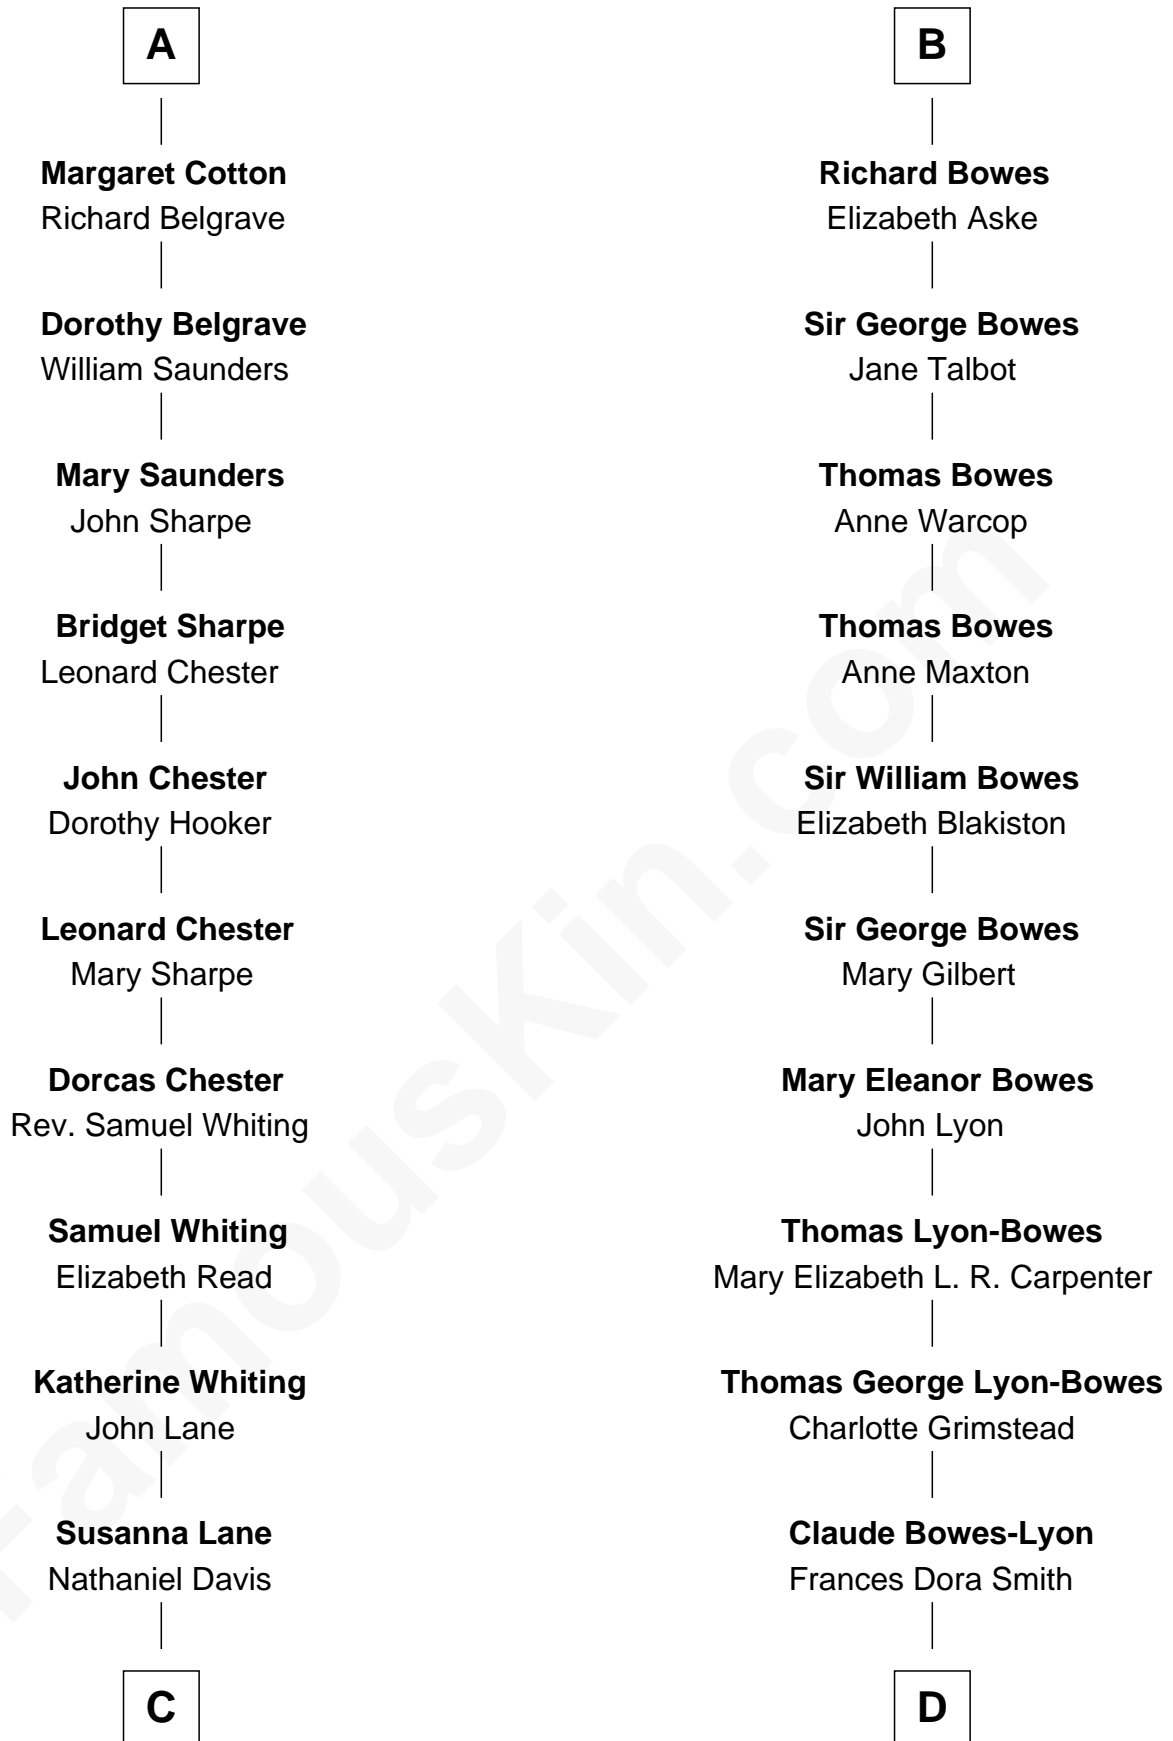 A
Margaret Cotton
Richard Belgrave
Dorothy Belgrave
William Saunders
Mary Saunders
John Sharpe
Bridget Sharpe
Leonard Chester
John Chester
Dorothy Hooker
Leonard Chester
Mary Sharpe
Dorcas Chester
Rev. Samuel Whiting
Samuel Whiting
Elizabeth Read
Katherine Whiting
John Lane
Susanna Lane
Nathaniel Davis
C
B
Richard Bowes
Elizabeth Aske
Sir George Bowes
Jane Talbot
Thomas Bowes
Anne Warcop
Thomas Bowes
Anne Maxton
Sir William Bowes
Elizabeth Blakiston
Sir George Bowes
Mary Gilbert
Mary Eleanor Bowes
John Lyon
Thomas Lyon-Bowes
Mary Elizabeth L. R. Carpenter
Thomas George Lyon-Bowes
Charlotte Grimstead
Claude Bowes-Lyon
Frances Dora Smith
D
FamousKin.com